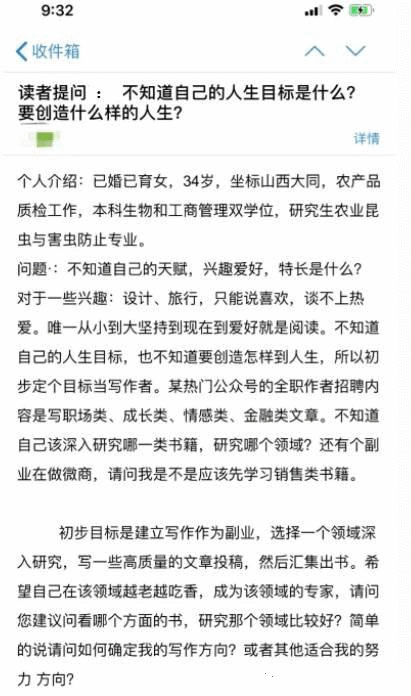 9:32
收件箱
读者提问 ： 不知道自己的人生目标是什么?
要创造什么样的人生?
详情
个人介绍：已婚已育女，34岁，坐标山西大同，农产品
质检工作，本科生物和工商管理双学位，研究生农业昆
虫与害虫防止专业。
问题·：不知道自己的天赋，兴趣爱好，特长是什么?
对于一些兴趣：设计、旅行，只能说喜欢，谈不上热
爱。唯一从小到大坚持到现在到爱好就是阅读。不知道
自己的人生目标，也不知道要创造怎样到人生，所以初
步定个目标当写作者。某热门公众号的全职作者招聘内
容是写职场类、成长类、情感类、金融类文章。不知道
自己该深入研究哪一类书籍，研究哪个领域？还有个副
业在做微商，请问我是不是应该先学习销售类书籍。
初步目标是建立写作作为副业，选择一个领域深
入研究，写一些高质量的文章投稿，然后汇集出书。希
望自己在该领域越老越吃香，成为该领域的专家，请问
您建议问看哪个方面的书，研究那个领域比较好？简单
的说请问如何确定我的写作方向？或者其他适合我的努
力 方向?